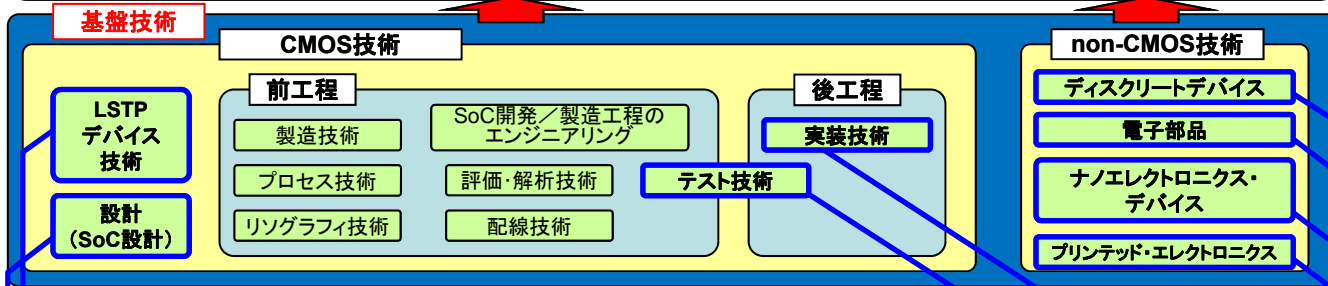 基盤技術
CMOS技術
LSTP
デバイス
技術
設計
(SoC設計)
前工程
製造技術
SoC開発/製造工程の
エンジニアリング
プロセス技術
評価・解析技術
テスト技術
リソグラフィ技術
配線技術
後工程
実装技術
non-CMOS技術
ディスクリートデバイス
電子部品
ナノエレクトロニクス・
デバイス
プリンテッド・エレクトロニクス